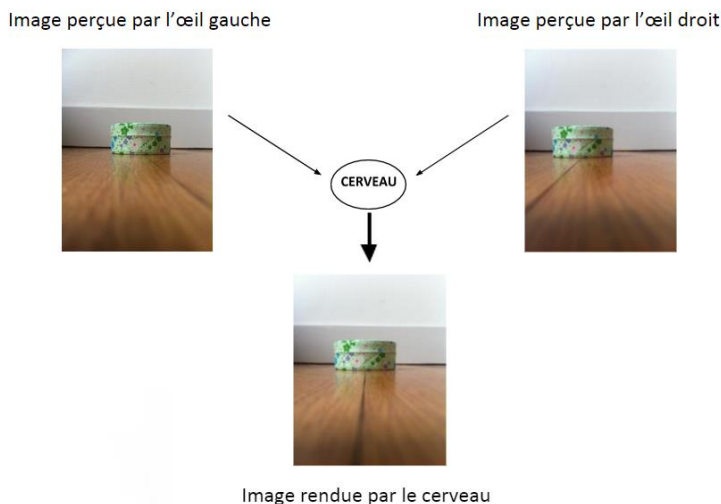 Image perçue par l’œil gauche
Image perçue par l’œil droit
CERVEAU
Image rendue par le cerveau